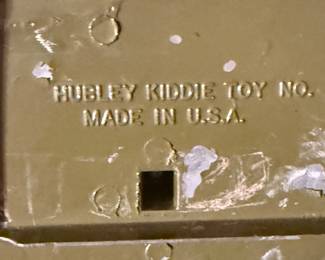 HUBLEY KIDDIE TOY NO.
MADE IN U.S.A.